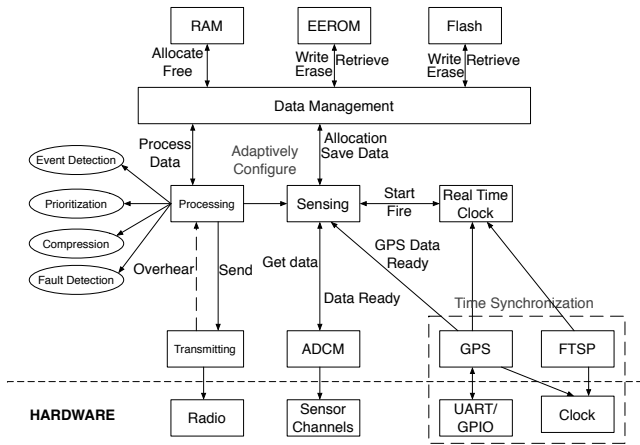 RAM
EEROM
Flash
Allocate
Free
Write
Erase
Retrieve
Write
Erase
Retrieve
Data Management
Process
Data
Adaptively
Configure
Allocation
Save Data
Event Detection
Prioritization
Compression
Fault Detection
Processing
Sensing
Start
Fire
Real Time
Clock
Overhear
Send
Get data
Data Ready
GPS Data
Ready
Time Synchronization
Transmitting
ADCM
GPS
FTSP
HARDWARE
Radio
Sensor
Channels
UART/
GPIO
Clock